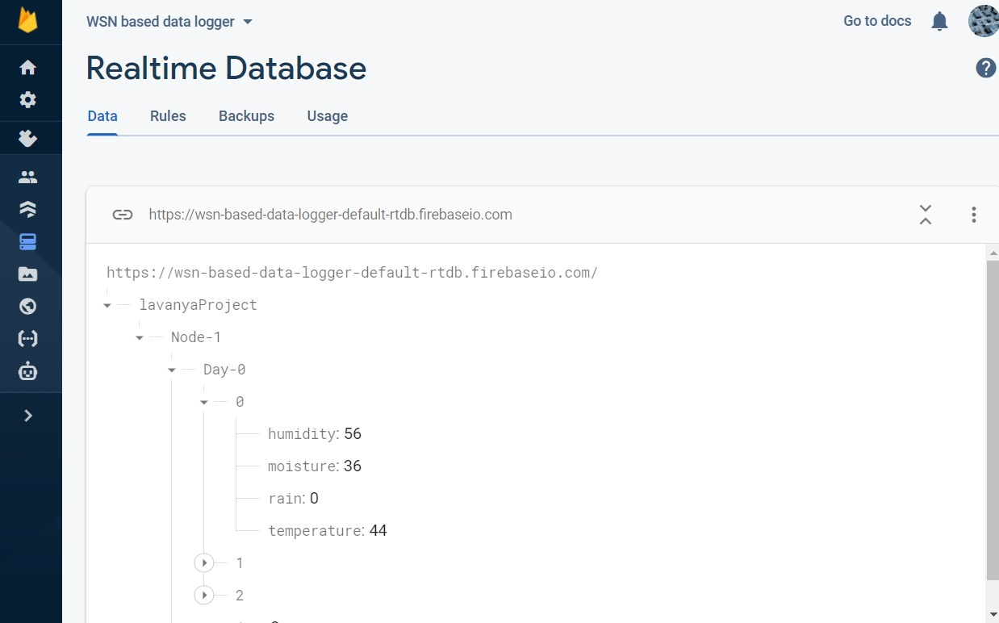 WSN based data logger
Go to docs
Realtime Database
?
Data Rules Backups Usage
https://wsn-based-data-logger-default-rtdb.firebaseio.com
https://wsn-based-data-logger-default-rtdb.firebaseio.com/
lavanyaProject
Node-1
Day-0
0
humidity: 56
moisture: 36
rain: 0
temperature: 44
1
2